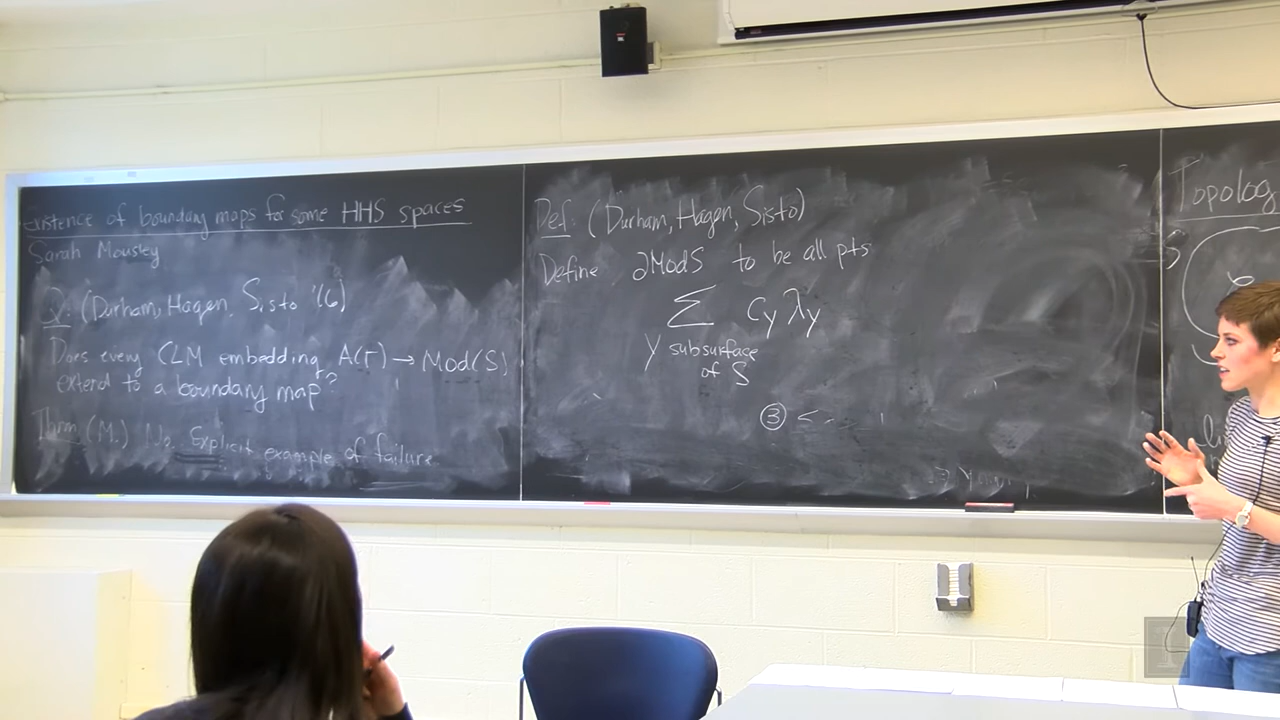 Existence of boundary maps for some HHS spaces
Sarah Mousley
Q: (Durham, Hagen, Sisto '16)
Does every CLM embedding A(Γ) → Mod(S)
extend to a boundary map?
Thm (M.) No. Explicit example of failure
Def: (Durham, Hagen, Sisto)
Define ∂ModS to be all pts
∑ c_Y λ_Y
Y subsurface
of S
③ <
Topolog